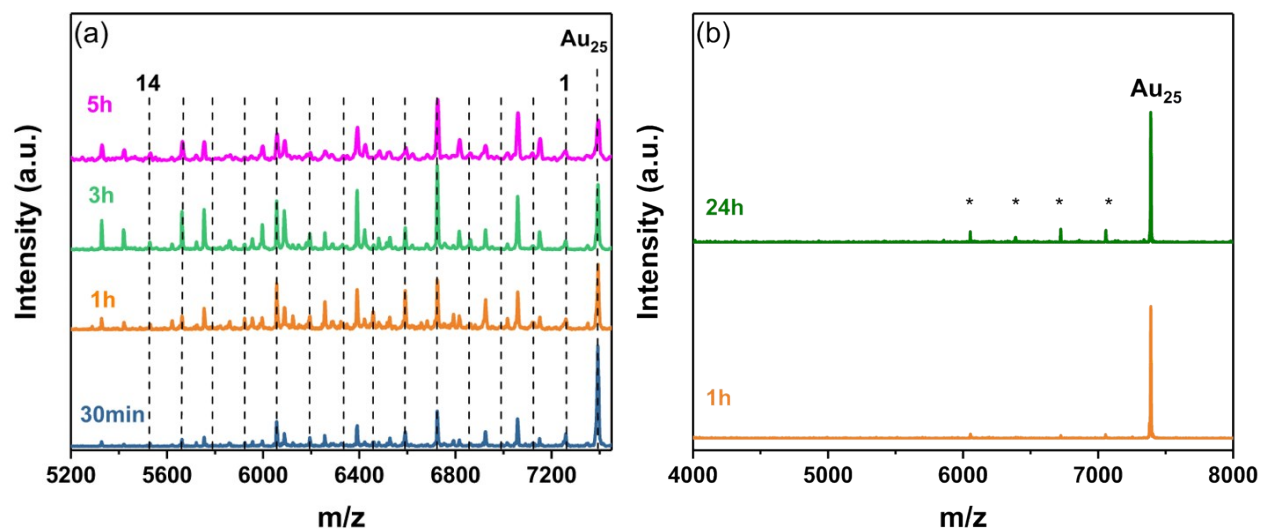 (a)
Au25
14
1
5h
3h
1h
30min
Intensity (a.u.)
5200 5600 6000 6400 6800 7200
m/z
(b)
Au25
24h
* * * *
1h
Intensity (a.u.)
4000 5000 6000 7000 8000
m/z